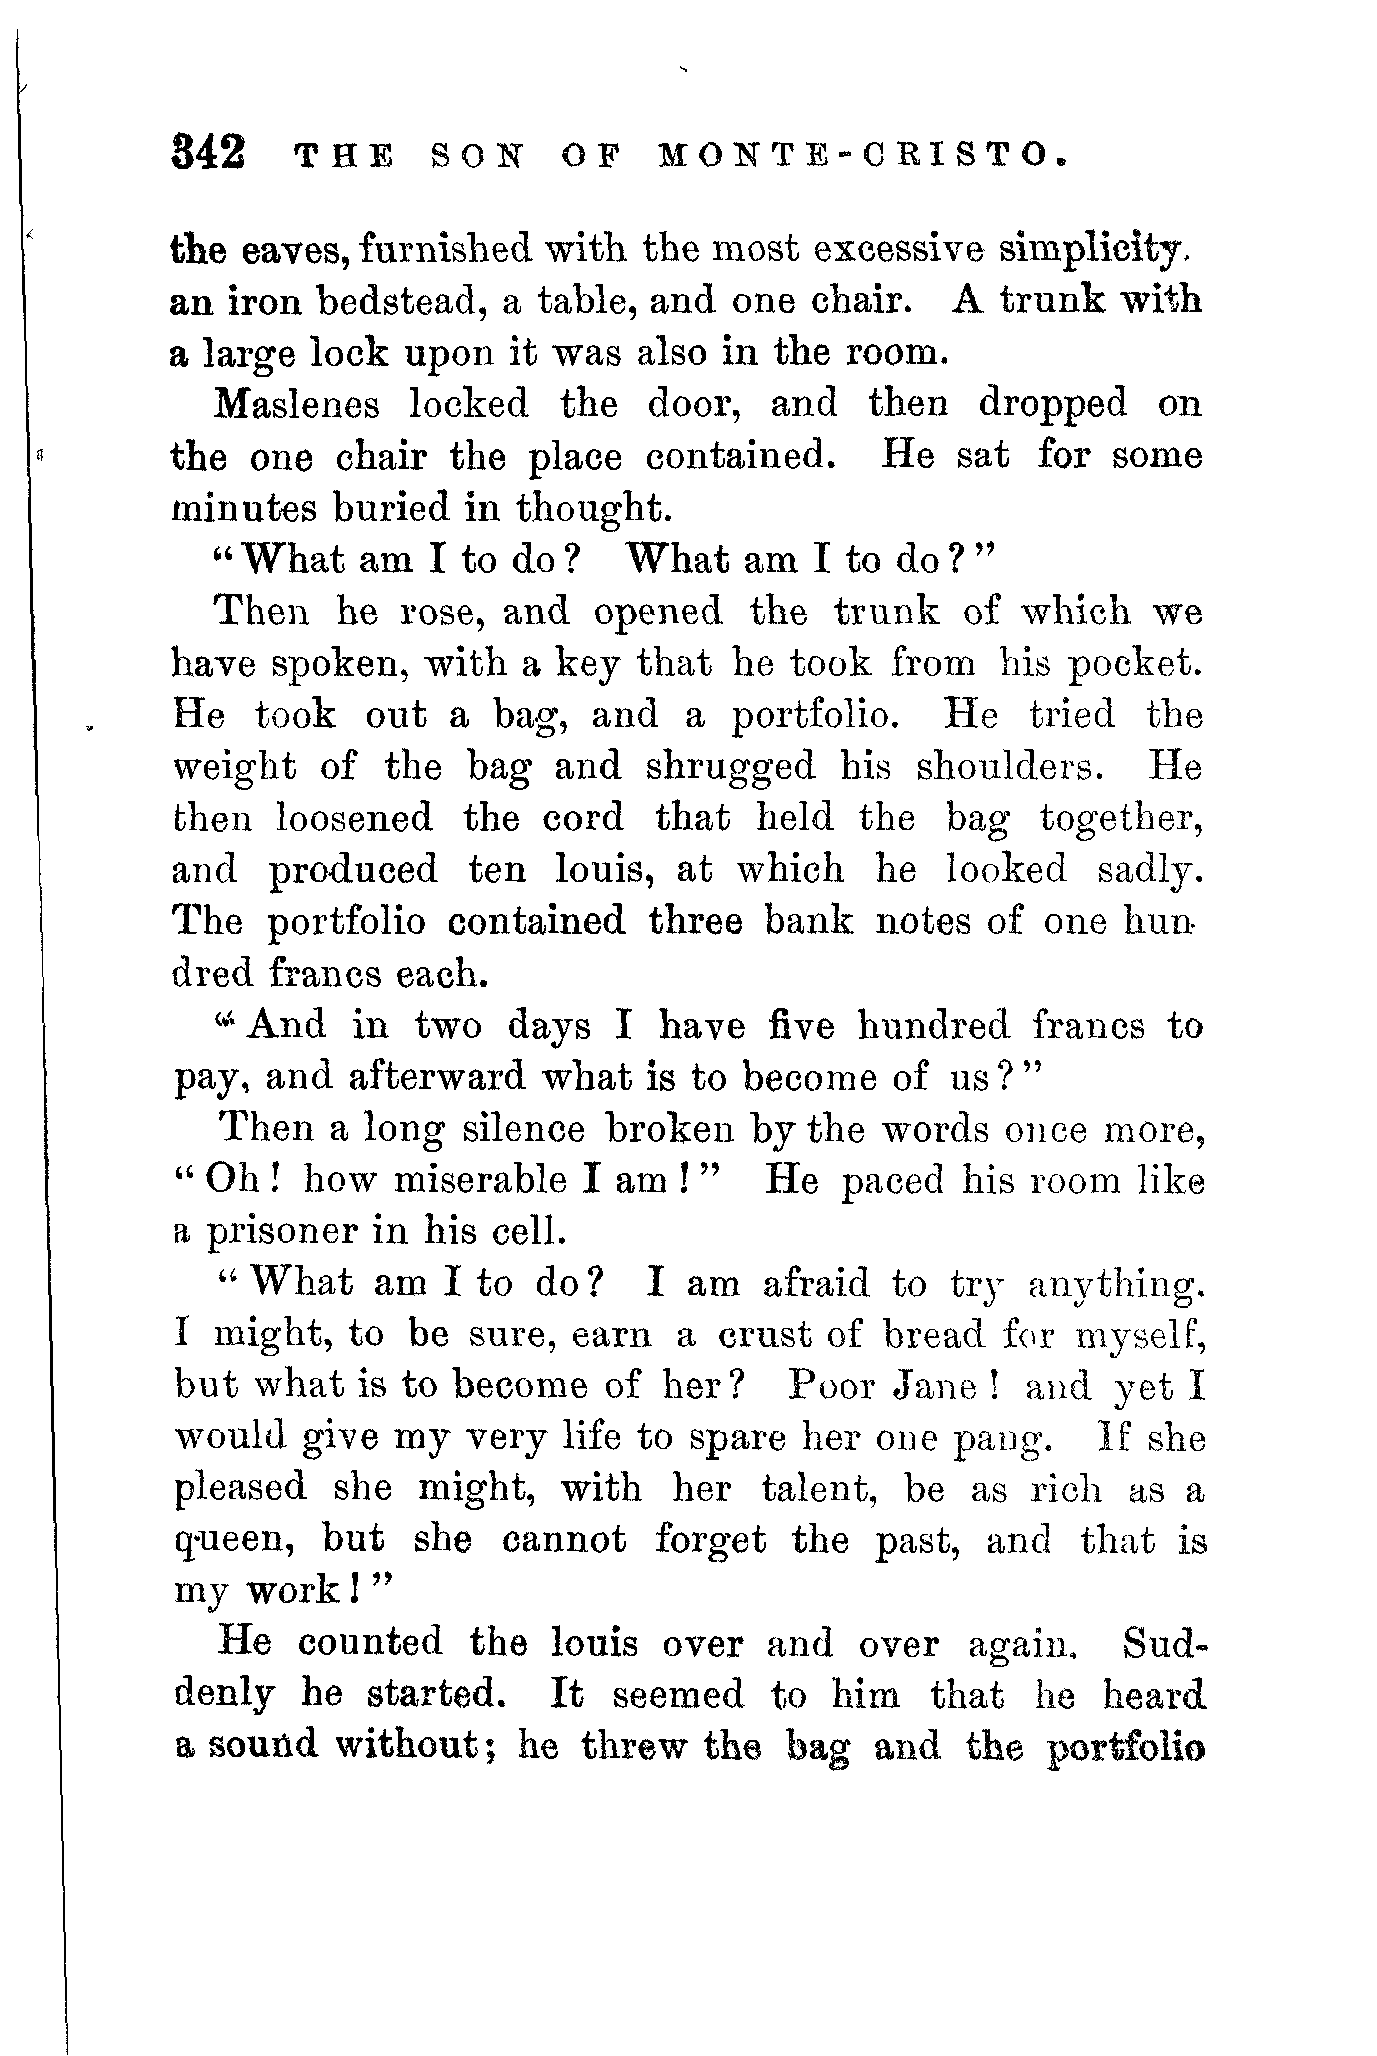 342 THE SON OF MONTE-CRISTO.
the eaves, furnished with the most excessive simplicity.
an iron bedstead, a table, and one chair. A trunk with
a large lock upon it was also in the room.
Maslenes locked the door, and then dropped on
the one chair the place contained. He sat for some
minutes buried in thought.
“What am I to do? What am I to do?”
Then he rose, and opened the trunk of which we
have spoken, with a key that he took from his pocket.
He took out a bag, and a portfolio. He tried the
weight of the bag and shrugged his shoulders. He
then loosened the cord that held the bag together,
and produced ten louis, at which he looked sadly.
The portfolio contained three bank notes of one hun-
dred francs each.
“And in two days I have five hundred francs to
pay, and afterward what is to become of us?”
Then a long silence broken by the words once more,
“Oh! how miserable I am!” He paced his room like
a prisoner in his cell.
“What am I to do? I am afraid to try anything.
I might, to be sure, earn a crust of bread for myself,
but what is to become of her? Poor Jane! and yet I
would give my very life to spare her one pang. If she
pleased she might, with her talent, be as rich as a
queen, but she cannot forget the past, and that is
my work!”
He counted the louis over and over again. Sud-
denly he started. It seemed to him that he heard
a sound without; he threw the bag and the portfolio